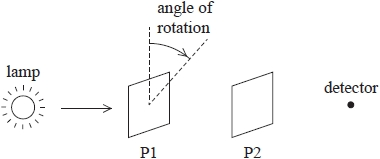 angle of
rotation
lamp
detector
P1
P2